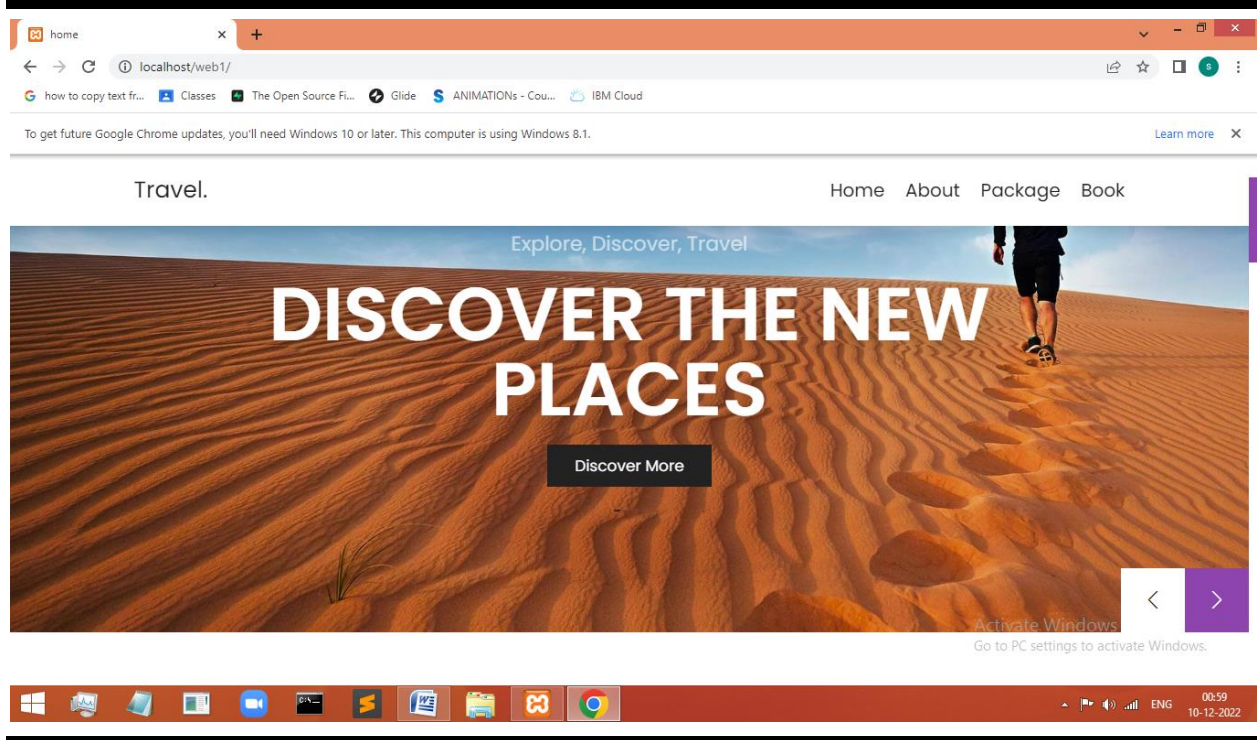 home
localhost/web1/
S
how to copy text fr... Classes The Open Source Fi... Glide ANIMATIONs - Cou... IBM Cloud
To get future Google Chrome updates, you'll need Windows 10 or later. This computer is using Windows 8.1. Learn more
Travel. Home About Package Book
Explore, Discover, Travel
DISCOVER THE NEW
PLACES
Discover More
Activate Windows
Go to PC settings to activate Windows.
ENG 00:59
10-12-2022